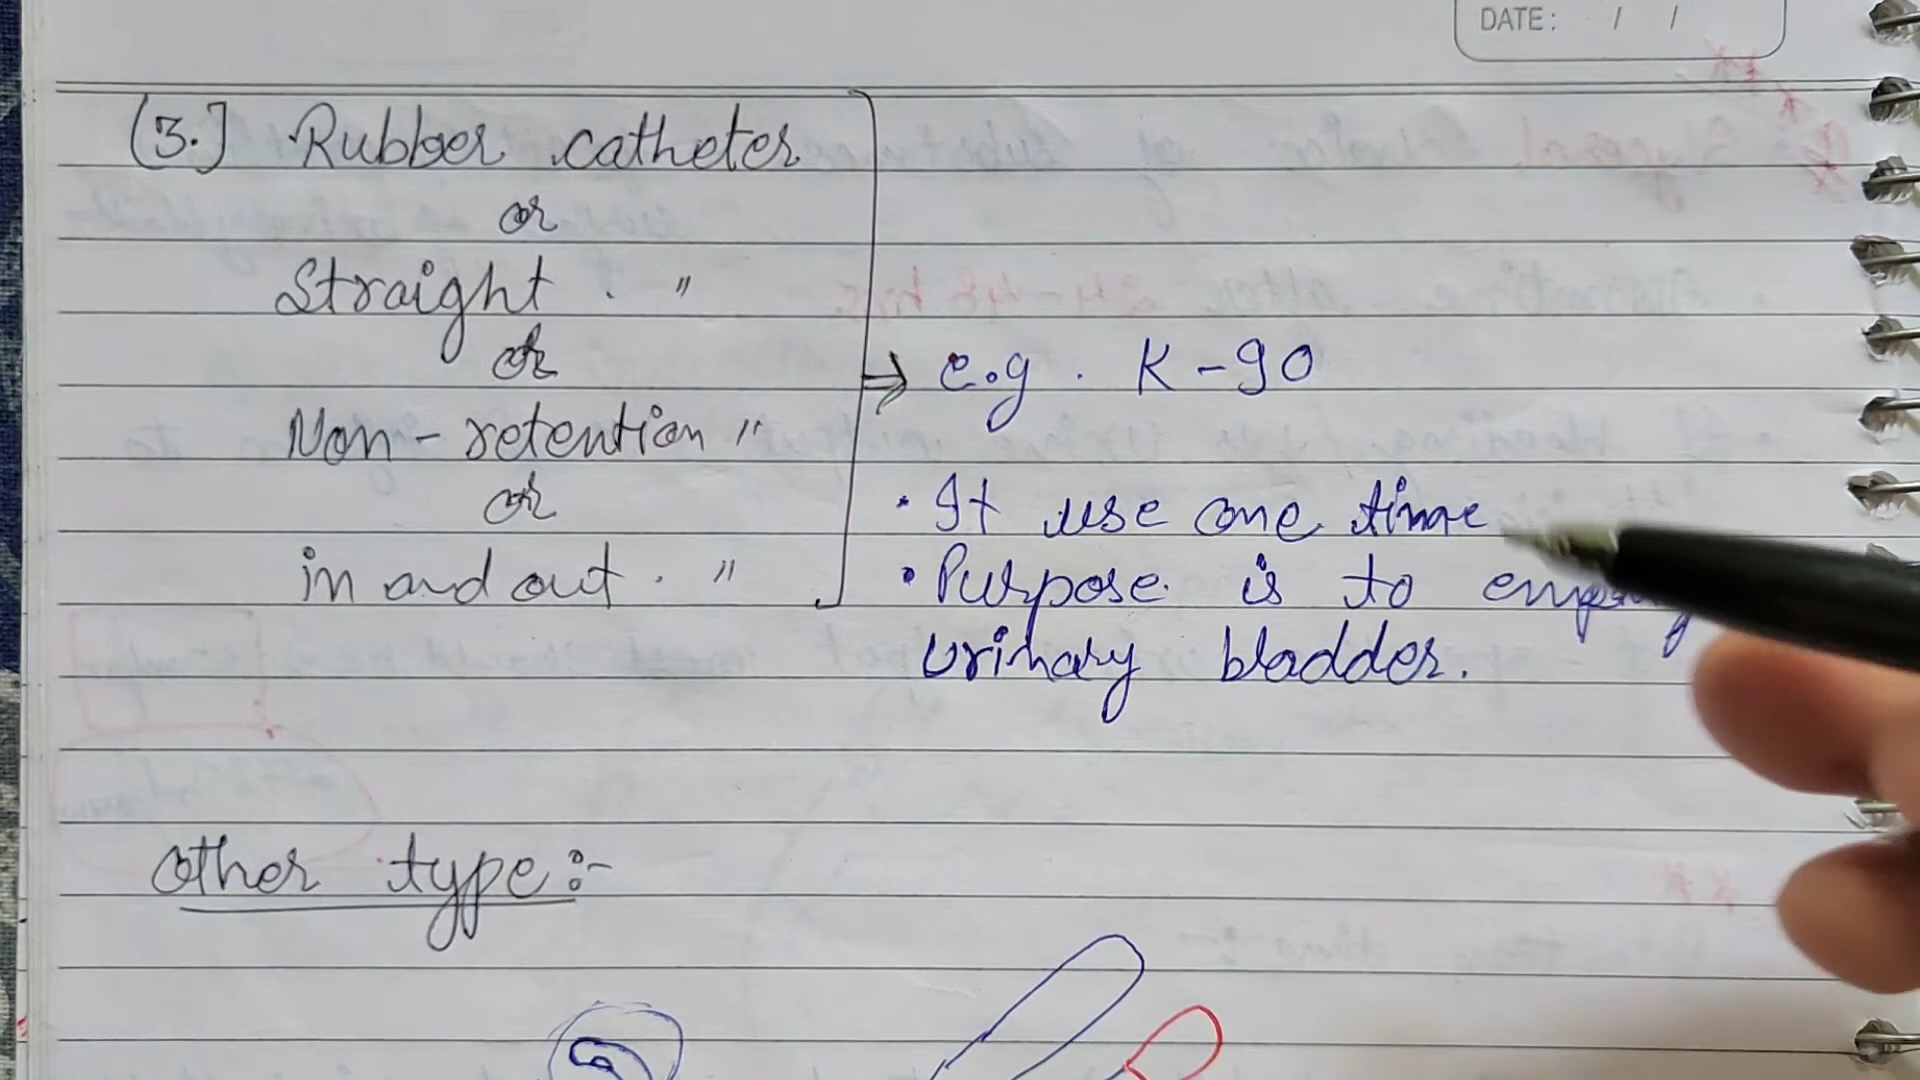 DATE: / /
(3.] Rubber catheter
or
Straight . "
or
Non-retention "
or
in and out . "
⇒ e.g. K-90
• It use one time
• Purpose is to empty
urinary bladder.
Other type:-